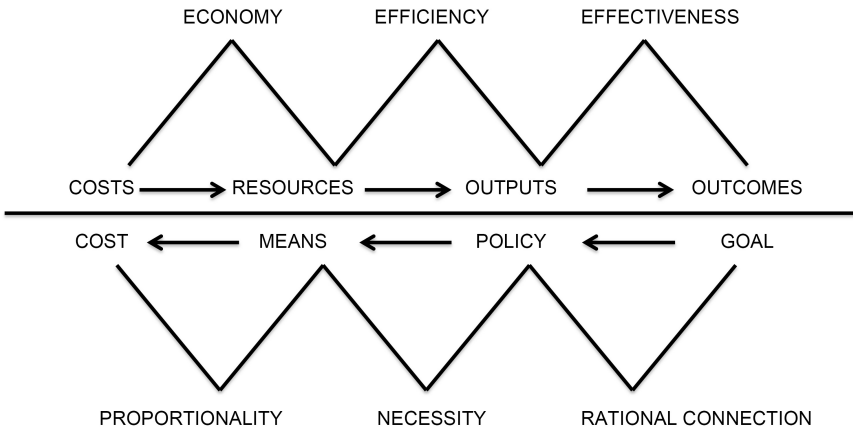 ECONOMY EFFICIENCY EFFECTIVENESS
COSTS RESOURCES OUTPUTS OUTCOMES
COST MEANS POLICY GOAL
PROPORTIONALITY NECESSITY RATIONAL CONNECTION